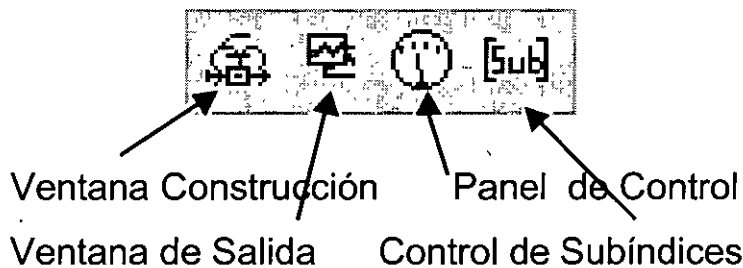 [Sub]
Ventana Construcción Panel de Control
Ventana de Salida Control de Subíndices